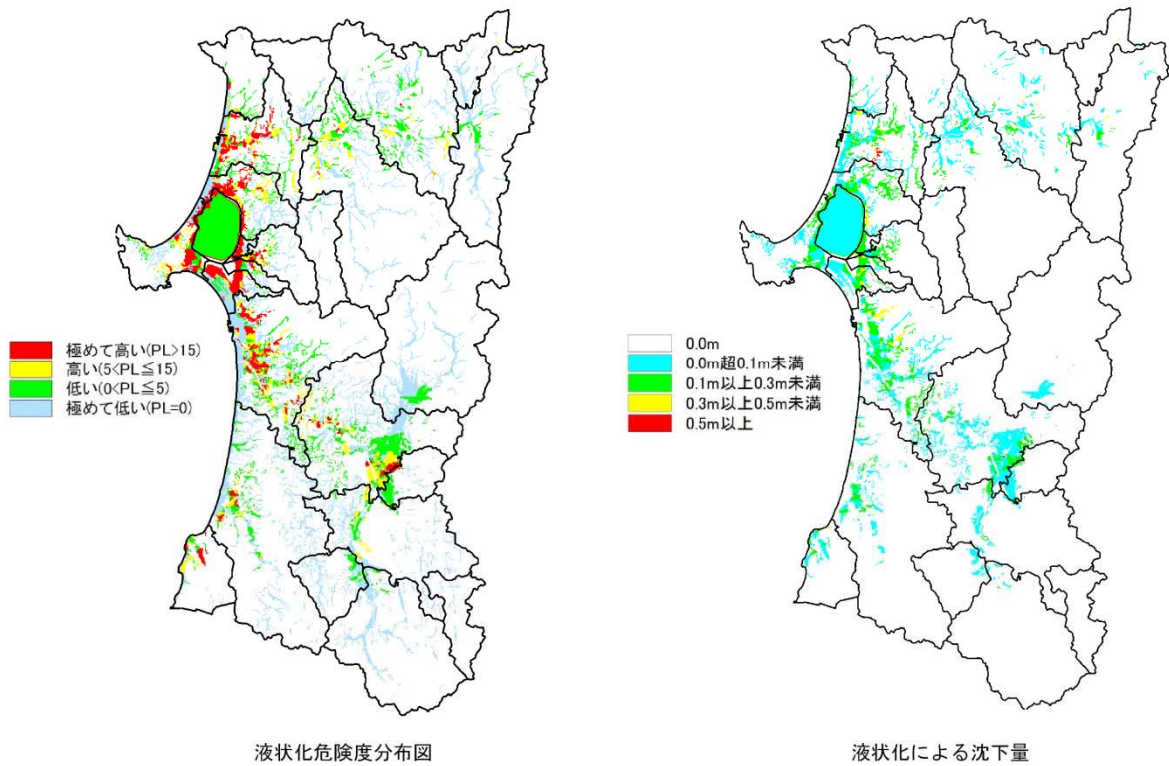 極めて高い(PL>15)
高い(5<PL≦15)
低い(0<PL≦5)
極めて低い(PL=0)
液状化危険度分布図
0.0m
0.0m超0.1m未満
0.1m以上0.3m未満
0.3m以上0.5m未満
0.5m以上
液状化による沈下量